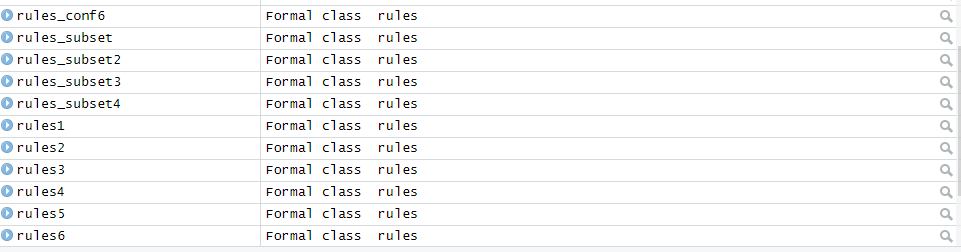 rules_conf6 Formal class rules
rules_subset Formal class rules
rules_subset2 Formal class rules
rules_subset3 Formal class rules
rules_subset4 Formal class rules
rules1 Formal class rules
rules2 Formal class rules
rules3 Formal class rules
rules4 Formal class rules
rules5 Formal class rules
rules6 Formal class rules